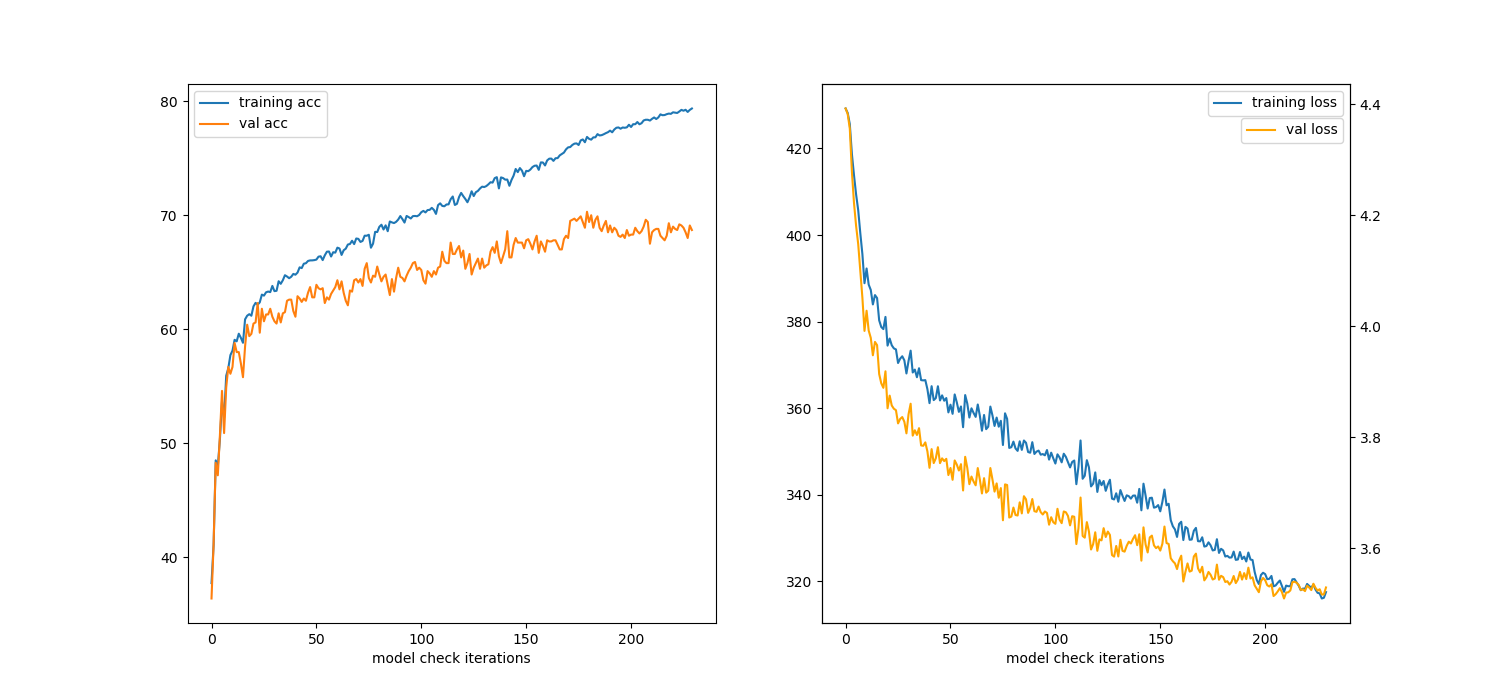 training acc
val acc
80
70
60
50
40
0 50 100 150 200
model check iterations
training loss
val loss
420
400
380
360
340
320
4.4
4.2
4.0
3.8
3.6
0 50 100 150 200
model check iterations